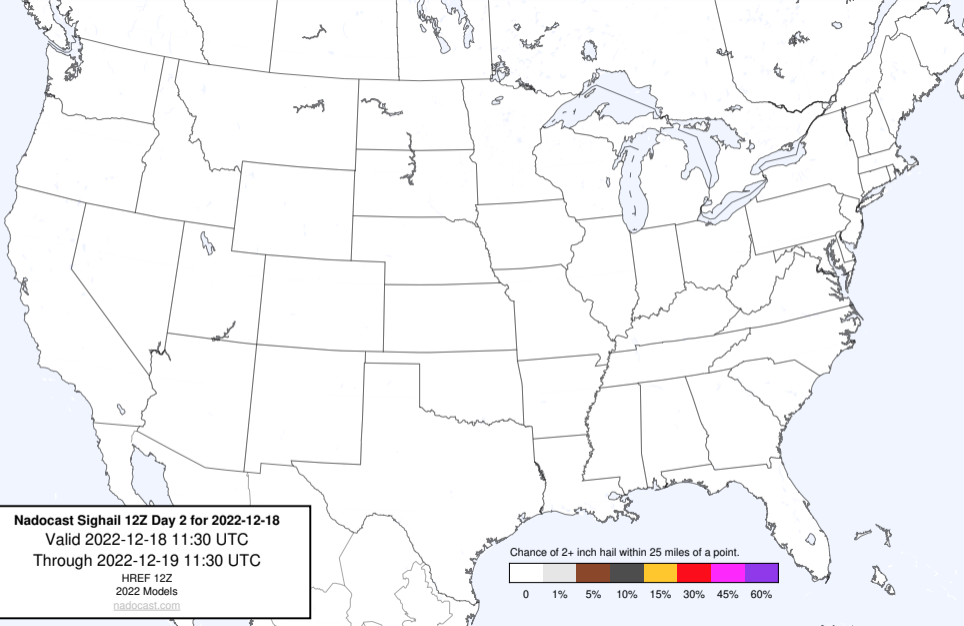 Nadocast Sighail 12Z Day 2 for 2022-12-18
Valid 2022-12-18 11:30 UTC
Through 2022-12-19 11:30 UTC
HREF 12Z
2022 Models
nadocast.com
Chance of 2+ inch hail within 25 miles of a point.
0 1% 5% 10% 15% 30% 45% 60%